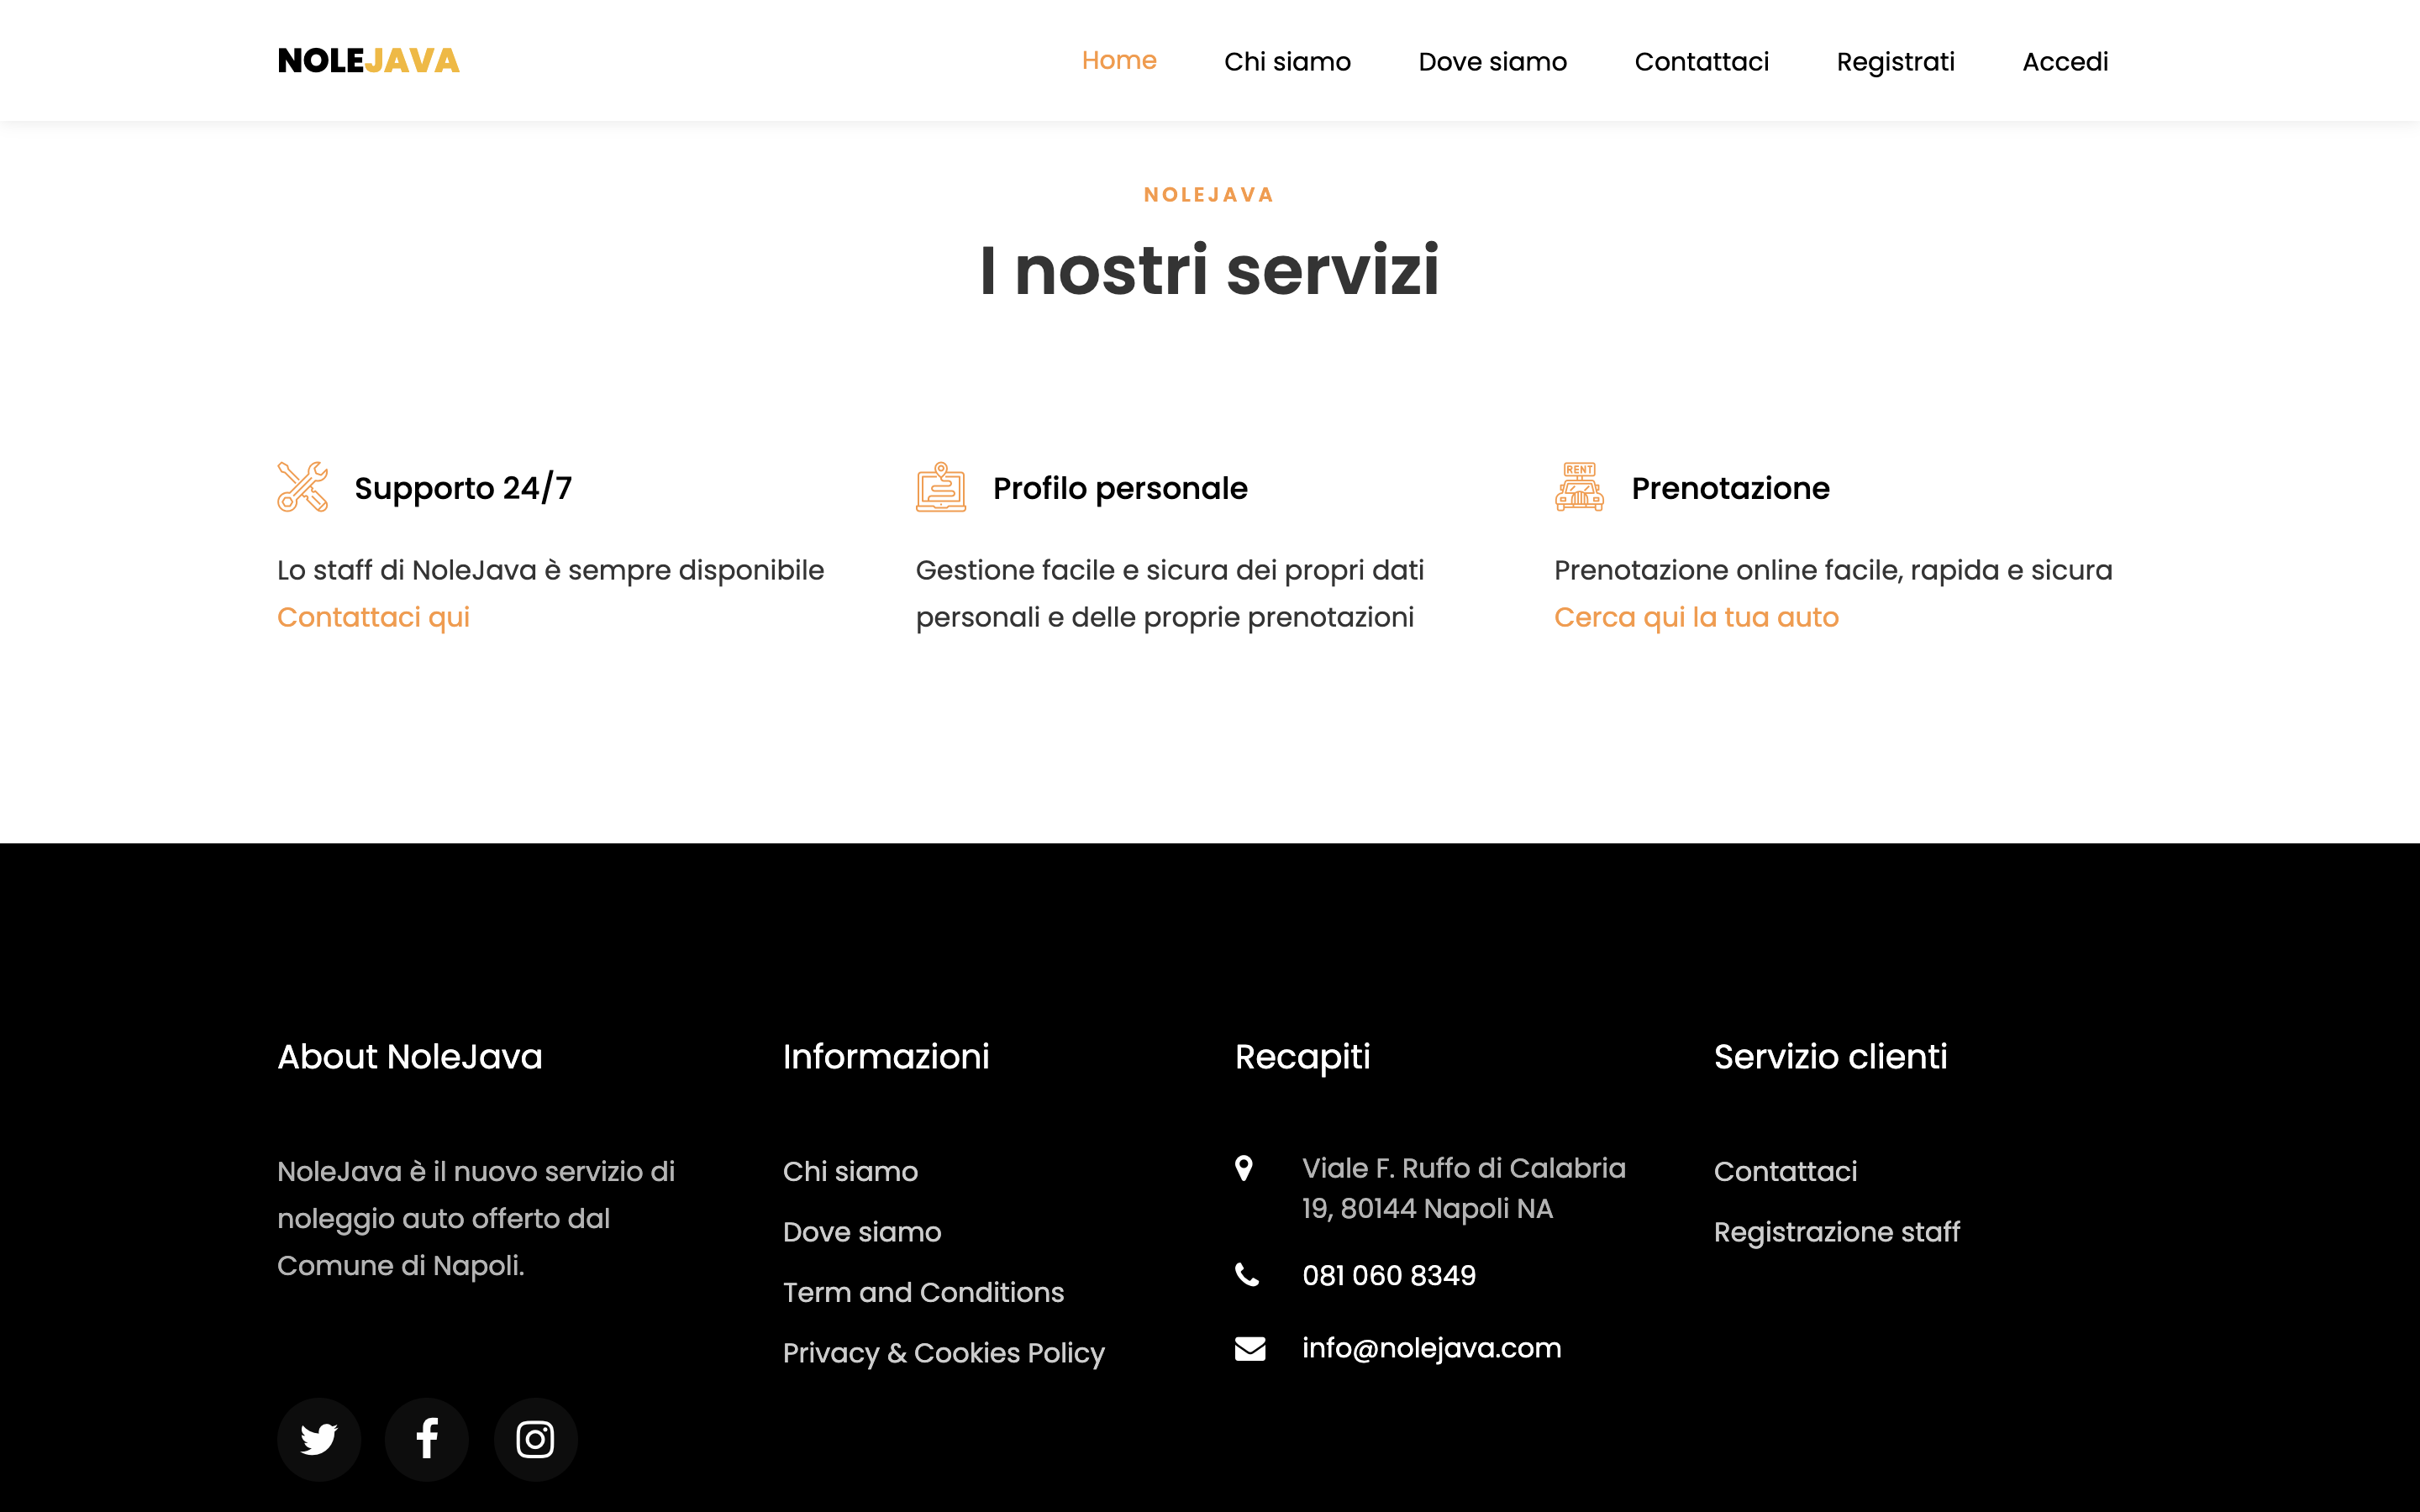 NOLEJAVA
Home Chi siamo Dove siamo Contattaci Registrati Accedi
NOLEJAVA
I nostri servizi
Supporto 24/7
Lo staff di NoleJava è sempre disponibile
Contattaci qui
Profilo personale
Gestione facile e sicura dei propri dati
personali e delle proprie prenotazioni
RENT
Prenotazione
Prenotazione online facile, rapida e sicura
Cerca qui la tua auto
About NoleJava
NoleJava è il nuovo servizio di
noleggio auto offerto dal
Comune di Napoli.
Informazioni
Chi siamo
Dove siamo
Term and Conditions
Privacy & Cookies Policy
Recapiti
Viale F. Ruffo di Calabria
19, 80144 Napoli NA
081 060 8349
info@nolejava.com
Servizio clienti
Contattaci
Registrazione staff